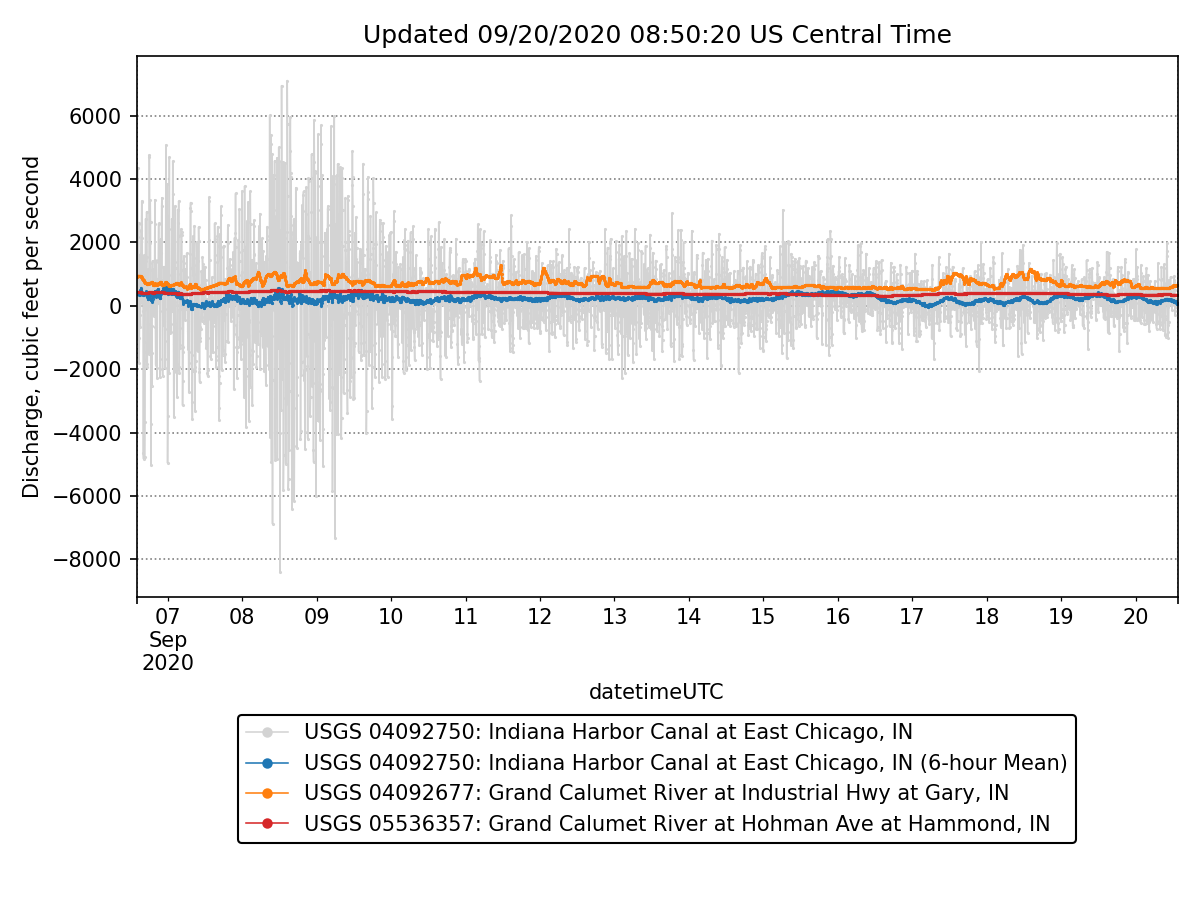 Updated 09/20/2020 08:50:20 US Central Time
Discharge, cubic feet per second
6000
4000
2000
0
−2000
−4000
−6000
−8000
07 08 09 10 11 12 13 14 15 16 17 18 19 20
Sep
2020
datetimeUTC
USGS 04092750: Indiana Harbor Canal at East Chicago, IN
USGS 04092750: Indiana Harbor Canal at East Chicago, IN (6-hour Mean)
USGS 04092677: Grand Calumet River at Industrial Hwy at Gary, IN
USGS 05536357: Grand Calumet River at Hohman Ave at Hammond, IN